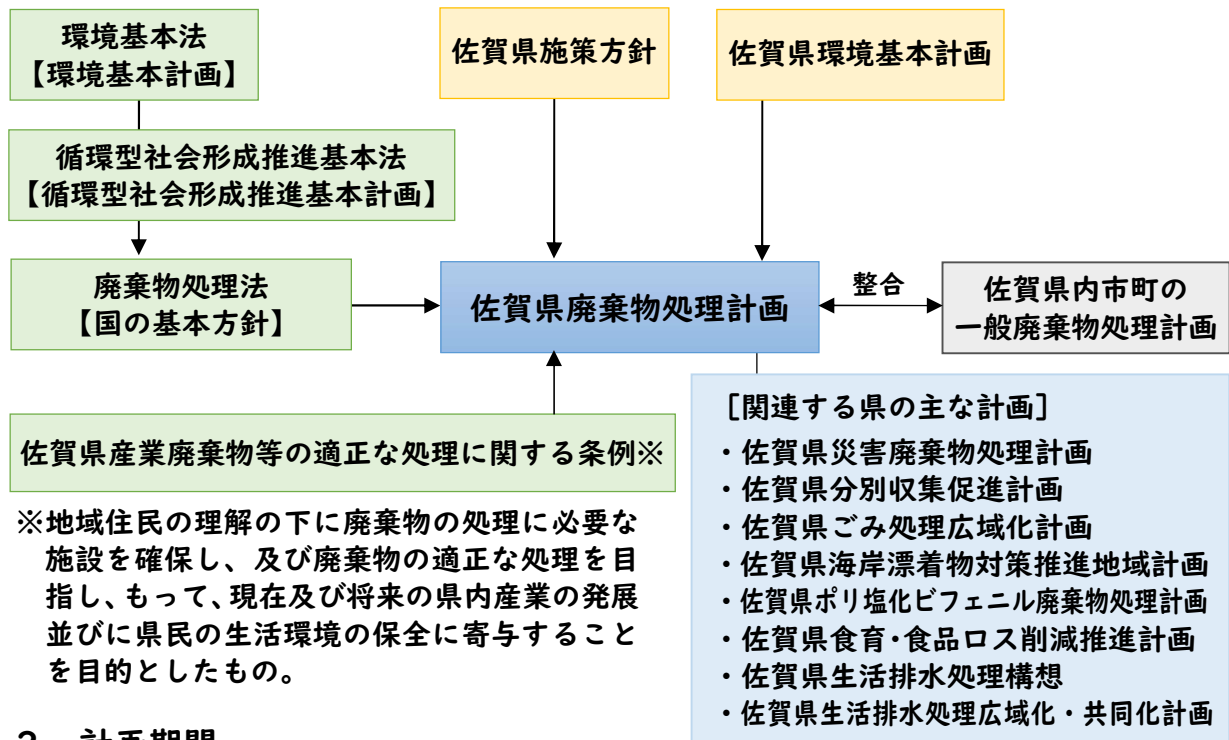 環境基本法
【環境基本計画】
佐賀県施策方針
佐賀県環境基本計画
循環型社会形成推進基本法
【循環型社会形成推進基本計画】
廃棄物処理法
【国の基本方針】
佐賀県廃棄物処理計画
整合
佐賀県内市町の
一般廃棄物処理計画
佐賀県産業廃棄物等の適正な処理に関する条例※
※地域住民の理解の下に廃棄物の処理に必要な
施設を確保し、及び廃棄物の適正な処理を目
指し、もって、現在及び将来の県内産業の発展
並びに県民の生活環境の保全に寄与すること
を目的としたもの。
［関連する県の主な計画］
・佐賀県災害廃棄物処理計画
・佐賀県分別収集促進計画
・佐賀県ごみ処理広域化計画
・佐賀県海岸漂着物対策推進地域計画
・佐賀県ポリ塩化ビフェニル廃棄物処理計画
・佐賀県食育・食品ロス削減推進計画
・佐賀県生活排水処理構想
・佐賀県生活排水処理広域化・共同化計画
計画期間